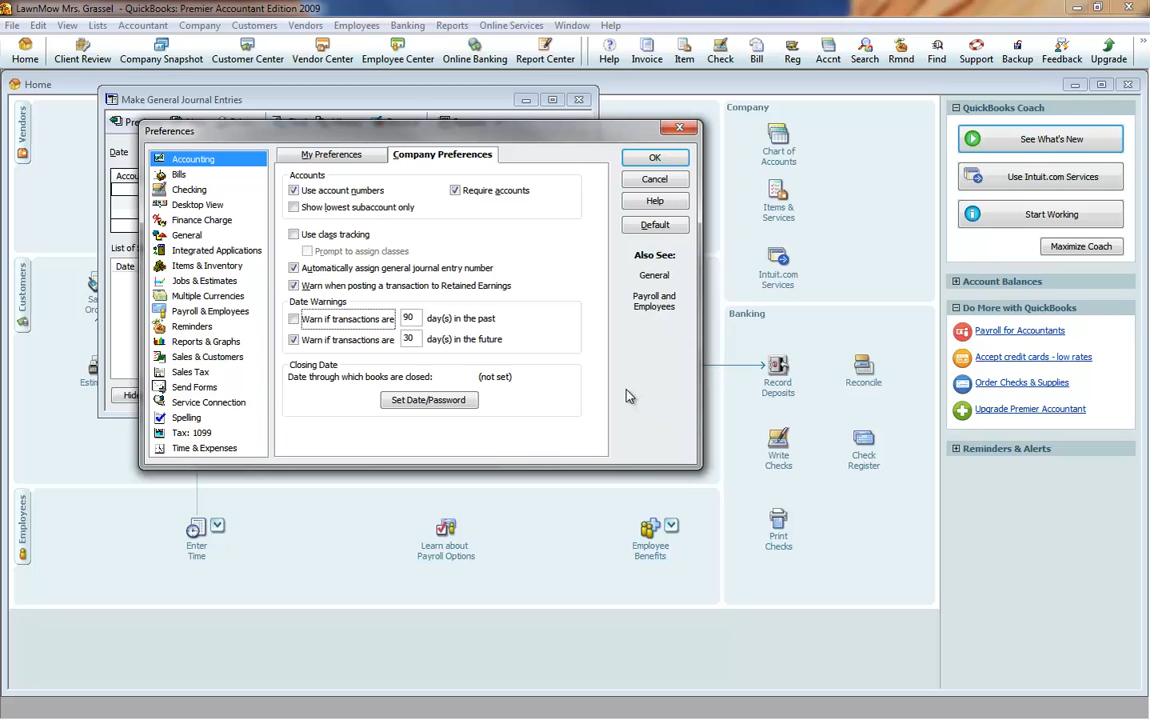 LawnMow Mrs. Grassel - QuickBooks: Premier Accountant Edition 2009
File Edit View Lists Accountant Company Customers Vendors Employees Banking Reports Online Services Window Help
Home Client Review Company Snapshot Customer Center Vendor Center Employee Center Online Banking Report Center Help Invoice Item Check Bill Reg Accnt Search Rmnd Find Support Backup Feedback Upgrade
Home
Make General Journal Entries
Date
List of
Date
Vendors
Customers
Employees
Preferences
Accounting
Bills
Checking
Desktop View
Finance Charge
General
Integrated Applications
Items & Inventory
Jobs & Estimates
Multiple Currencies
Payroll & Employees
Reminders
Reports & Graphs
Sales & Customers
Sales Tax
Send Forms
Service Connection
Spelling
Tax: 1099
Time & Expenses
My Preferences Company Preferences
Accounts
Use account numbers Require accounts
Show lowest subaccount only
Use class tracking
Prompt to assign classes
Automatically assign general journal entry number
Warn when posting a transaction to Retained Earnings
Date Warnings
Warn if transactions are 90 day(s) in the past
Warn if transactions are 30 day(s) in the future
Closing Date
Date through which books are closed: (not set)
Set Date/Password
OK
Cancel
Help
Default
Also See:
General
Payroll and
Employees
Enter
Time
Learn about
Payroll Options
Employee
Benefits
Company
Chart of
Accounts
Items &
Services
Intuit.com
Services
Banking
Record
Deposits
Reconcile
Write
Checks
Check
Register
Print
Checks
QuickBooks Coach
See What's New
Use Intuit.com Services
Start Working
Maximize Coach
Account Balances
Do More with QuickBooks
Payroll for Accountants
Accept credit cards - low rates
Order Checks & Supplies
Upgrade Premier Accountant
Reminders & Alerts